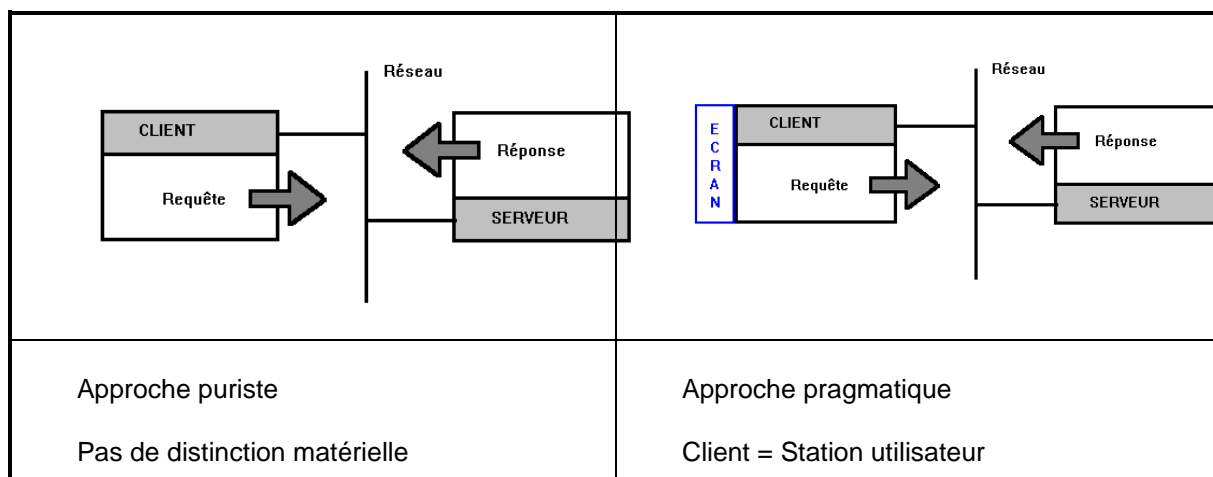 Réseau
CLIENT
Réponse
Requête
SERVEUR
Réseau
ECRAN
CLIENT
Réponse
Requête
SERVEUR
Approche puriste
Pas de distinction matérielle
Approche pragmatique
Client = Station utilisateur